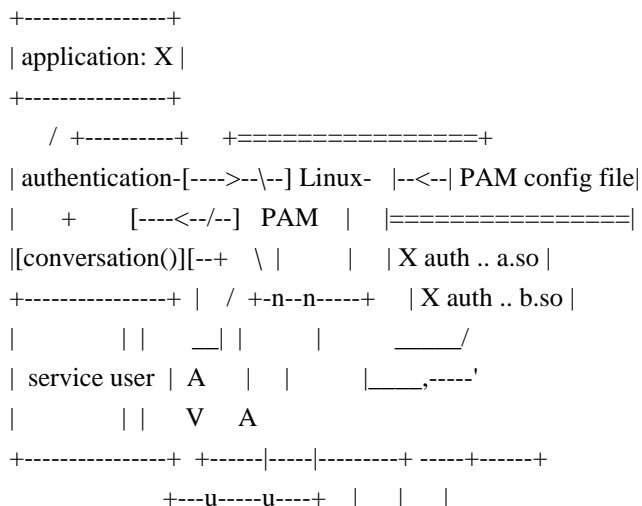 +----------------+
| application: X |
+----------------+
/ +----------+ +================+
| authentication-[---->--\--] Linux- |--<--| PAM config file|
| + [----<--/--] PAM | |================|
|[conversation()][--+ \ | | | X auth .. a.so |
+----------------+ | / +-n--n-----+ | X auth .. b.so |
| | | __| | | _____/
| service user | A | | |____,-----'
| | | V A
+----------------+ +------|-----|---------+ -----+------+
+---u-----u----+ | | |